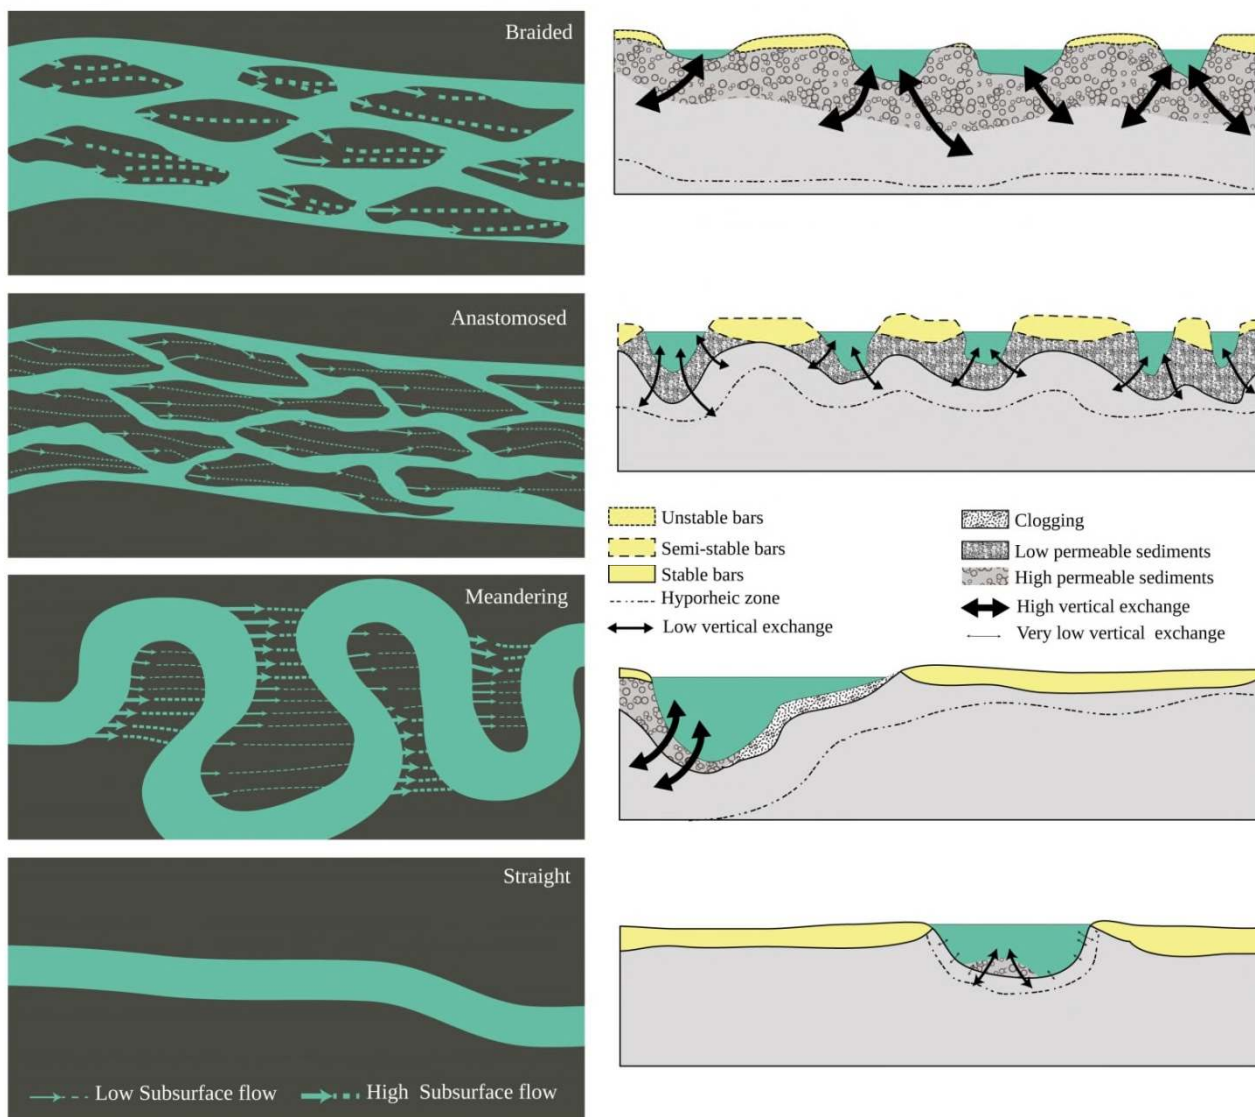 Braided
Anastomosed
Unstable bars
Semi-stable bars
Stable bars
Hyporheic zone
Low vertical exchange
Clogging
Low permeable sediments
High permeable sediments
High vertical exchange
Very low vertical exchange
Meandering
Straight
Low Subsurface flow
High Subsurface flow